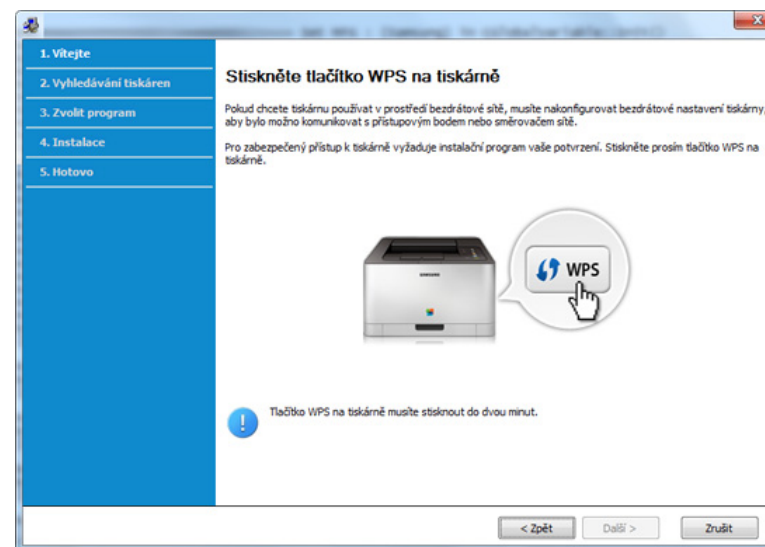 1. Vítejte
2. Vyhledávání tiskáren
3. Zvolit program
4. Instalace
5. Hotovo
Stiskněte tlačítko WPS na tiskárně
Pokud chcete tiskárnu používat v prostředí bezdrátové sítě, musíte nakonfigurovat bezdrátové nastavení tiskárny,
aby bylo možno komunikovat s přístupovým bodem nebo směrovačem sítě.
Pro zabezpečený přístup k tiskárně vyžaduje instalační program vaše potvrzení. Stiskněte prosím tlačítko WPS na
tiskárně.
SAMSUNG
WPS
Tlačítko WPS na tiskárně musíte stisknout do dvou minut.
< Zpět
Další >
Zrušit